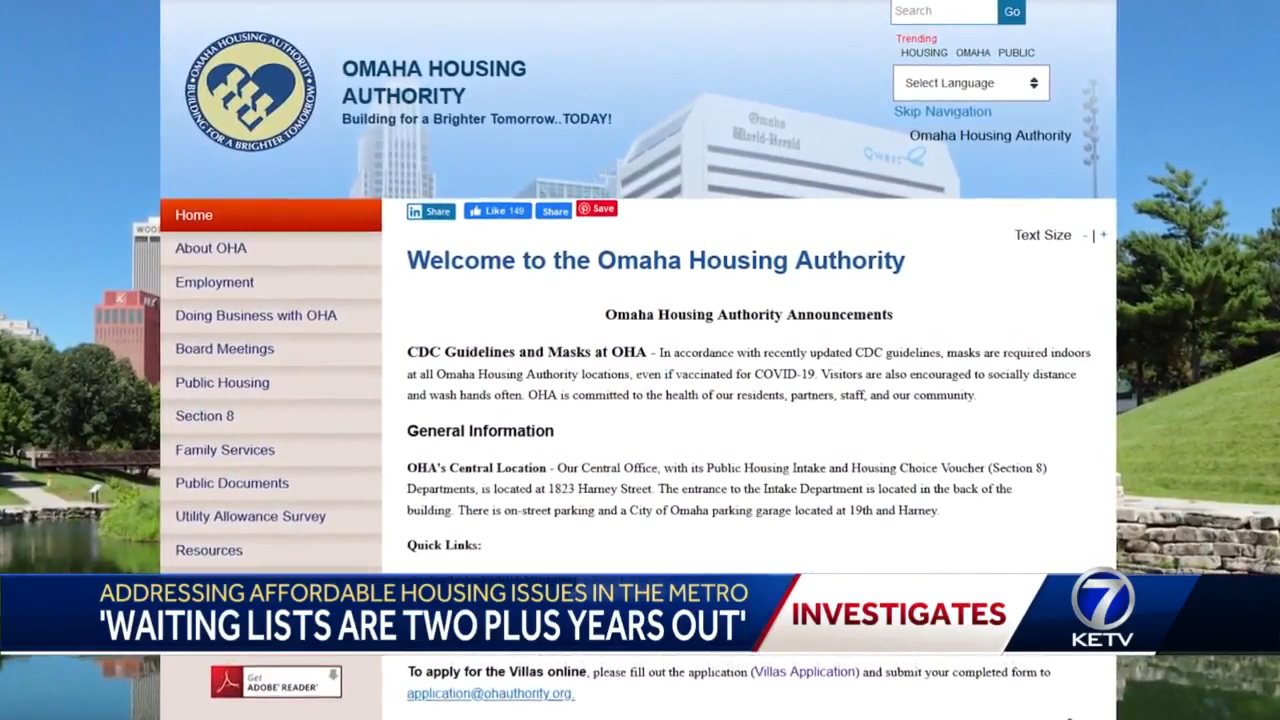 Search
Go
Trending
HOUSING OMAHA PUBLIC
Select Language
Skip Navigation
Omaha Housing Authority
OMAHA HOUSING AUTHORITY
BUILDING FOR A BRIGHTER TOMORROW
OMAHA HOUSING
AUTHORITY
Building for a Brighter Tomorrow..TODAY!
Omaha
World-Herald
Qwest
Home
About OHA
Employment
Doing Business with OHA
Board Meetings
Public Housing
Section 8
Family Services
Public Documents
Utility Allowance Survey
Resources
Get
ADOBE® READER®
in Share
Like 149
Share
Save
Text Size - | +
Welcome to the Omaha Housing Authority
Omaha Housing Authority Announcements
CDC Guidelines and Masks at OHA - In accordance with recently updated CDC guidelines, masks are required indoors
at all Omaha Housing Authority locations, even if vaccinated for COVID-19. Visitors are also encouraged to socially distance
and wash hands often. OHA is committed to the health of our residents, partners, staff, and our community.
General Information
OHA's Central Location - Our Central Office, with its Public Housing Intake and Housing Choice Voucher (Section 8)
Departments, is located at 1823 Harney Street. The entrance to the Intake Department is located in the back of the
building. There is on-street parking and a City of Omaha parking garage located at 19th and Harney.
Quick Links:
ADDRESSING AFFORDABLE HOUSING ISSUES IN THE METRO
'WAITING LISTS ARE TWO PLUS YEARS OUT'
INVESTIGATES
7
KETV
To apply for the Villas online, please fill out the application (Villas Application) and submit your completed form to
application@ohauthority.org.